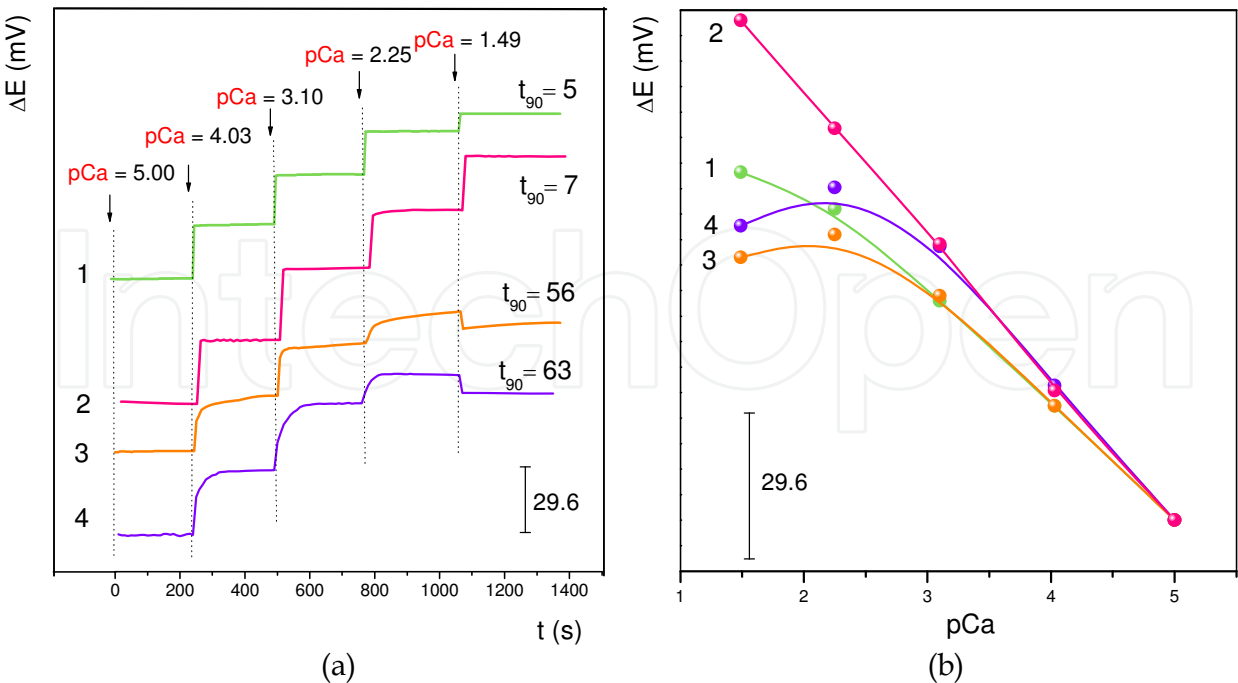 ΔE (mV)
pCa = 5.00
pCa = 4.03
pCa = 3.10
pCa = 2.25
pCa = 1.49
t90= 5
t90= 7
t90= 56
t90= 63
1
2
3
4
29.6
0 200 400 600 800 1000 1200 1400
t (s)
(a)
ΔE (mV)
2
1
4
3
29.6
1 2 3 4 5
pCa
(b)
IntechOpen